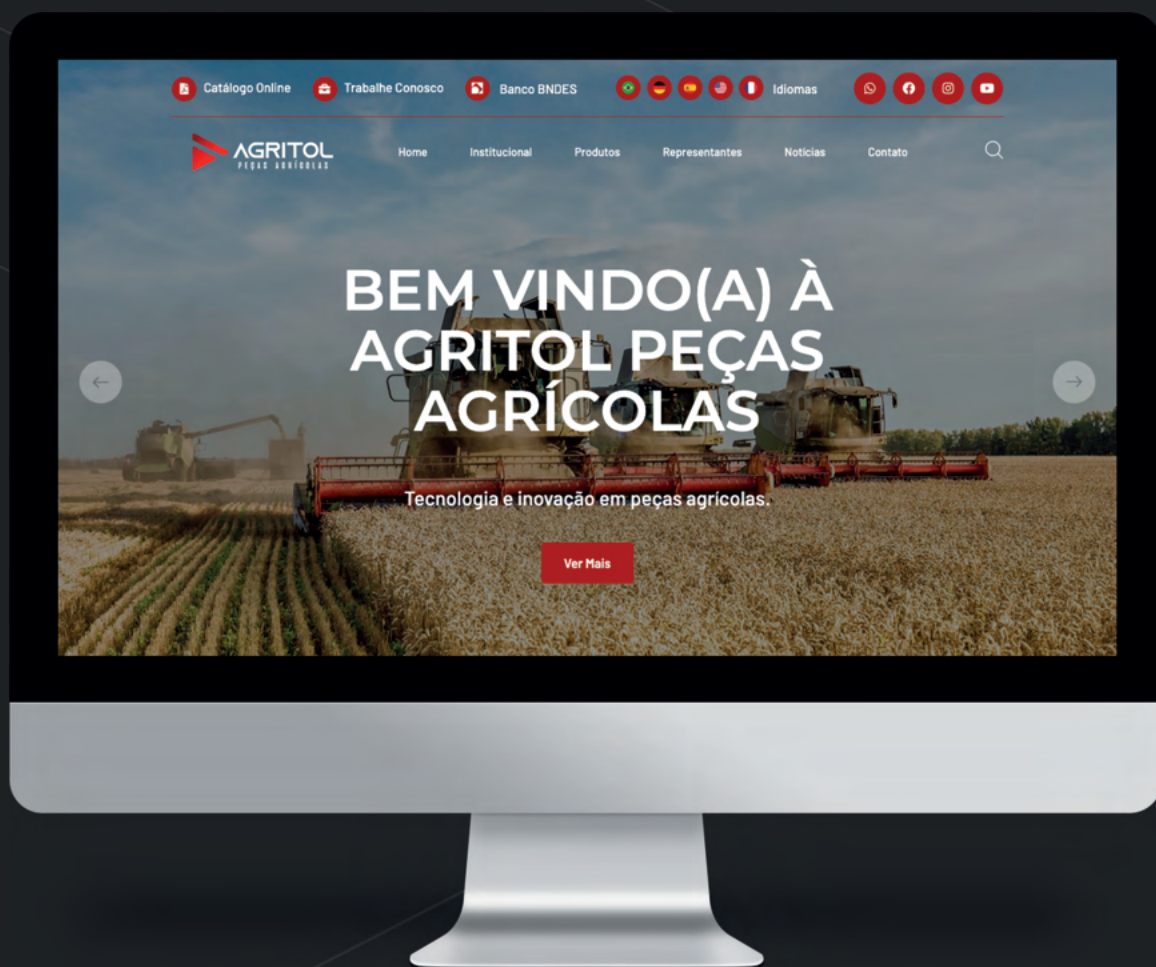 Catálogo Online
Trabalhe Conosco
Banco BNDES
Idiomas
AGRITOL
PEÇAS AGRÍCOLAS
Home
Institucional
Produtos
Representantes
Notícias
Contato
BEM VINDO(A) À
AGRITOL PEÇAS
AGRÍCOLAS
Tecnologia e inovação em peças agrícolas.
Ver Mais